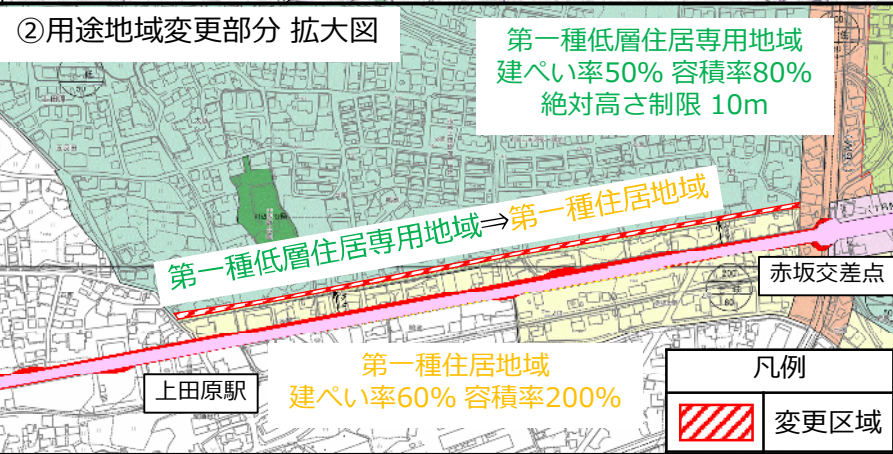 ②用途地域変更部分 拡大図
第一種低層住居専用地域
建ぺい率50% 容積率80%
絶対高さ制限 10m
第一種低層住居専用地域⇒第一種住居地域
赤坂交差点
上田原駅
第一種住居地域
建ぺい率60% 容積率200%
凡例
変更区域
200
60